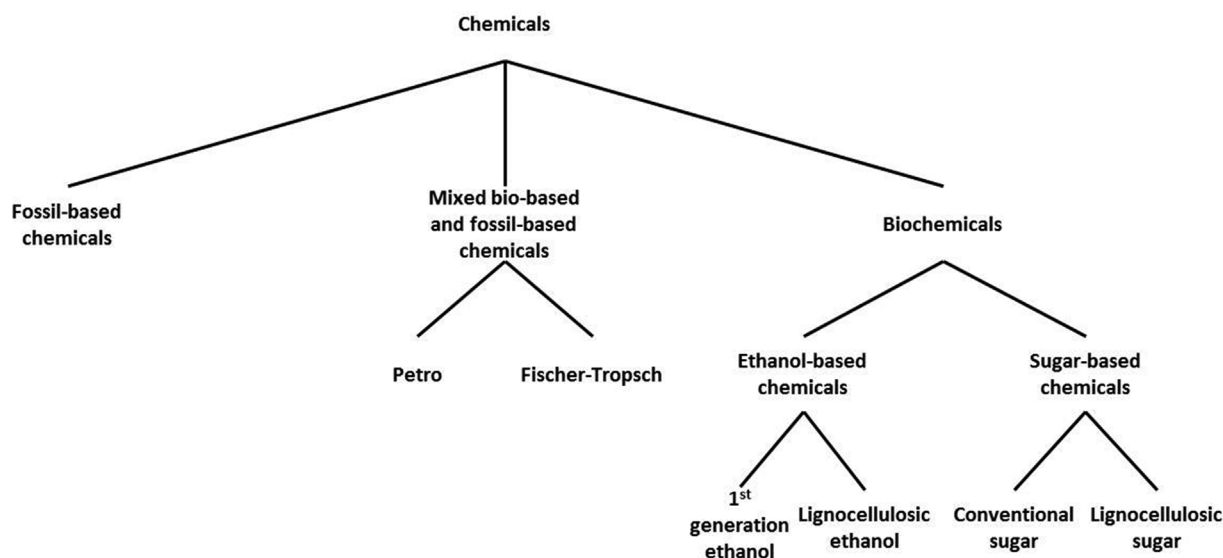 Chemicals
Fossil-based
chemicals
Mixed bio-based
and fossil-based
chemicals
Biochemicals
Petro
Fischer-Tropsch
Ethanol-based
chemicals
Sugar-based
chemicals
1st
generation
ethanol
Lignocellulosic
ethanol
Conventional
sugar
Lignocellulosic
sugar